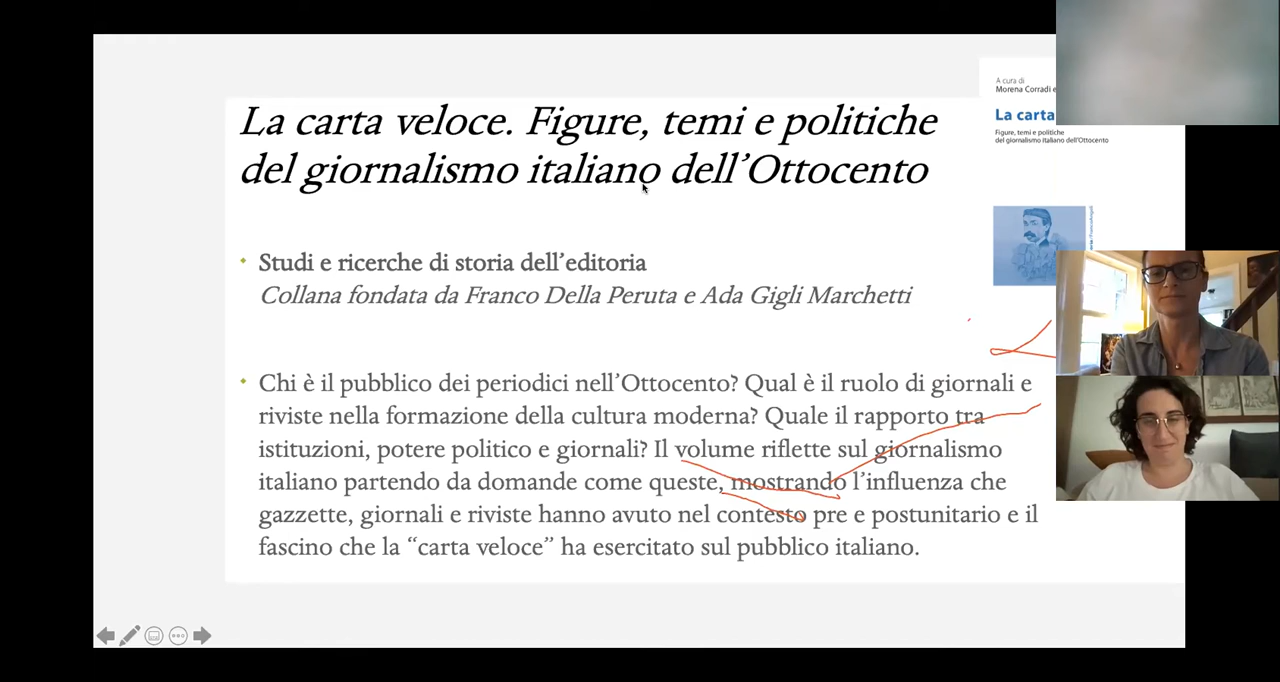 La carta veloce. Figure, temi e politiche
del giornalismo italiano dell’Ottocento
Studi e ricerche di storia dell’editoria
Collana fondata da Franco Della Peruta e Ada Gigli Marchetti
Chi è il pubblico dei periodici nell’Ottocento? Qual è il ruolo di giornali e
riviste nella formazione della cultura moderna? Quale il rapporto tra
istituzioni, potere politico e giornali? Il volume riflette sul giornalismo
italiano partendo da domande come queste, mostrando l’influenza che
gazzette, giornali e riviste hanno avuto nel contesto pre e postunitario e il
fascino che la “carta veloce” ha esercitato sul pubblico italiano.
A cura di
Morena Corradi e
La carta
Figure, temi e politiche
del giornalismo italiano dell’Ottocento